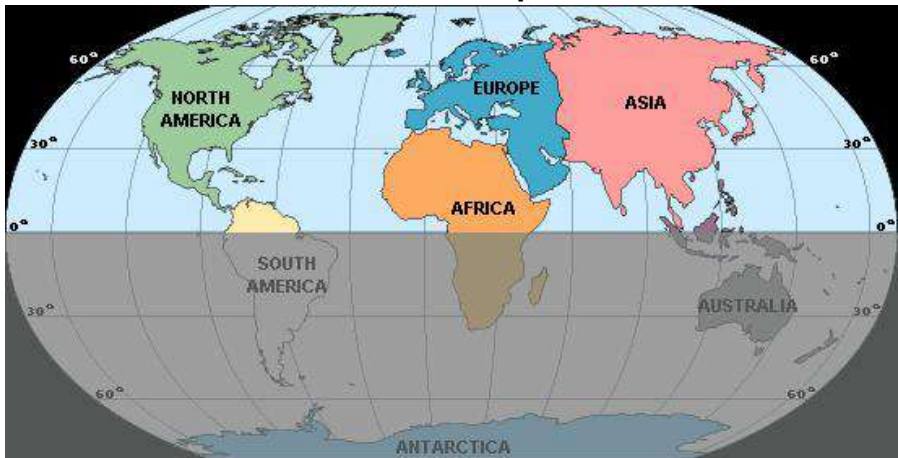 60°
60°
NORTH
AMERICA
EUROPE
ASIA
30°
30°
AFRICA
0°
0°
SOUTH
AMERICA
AUSTRALIA
30°
30°
60°
60°
ANTARCTICA